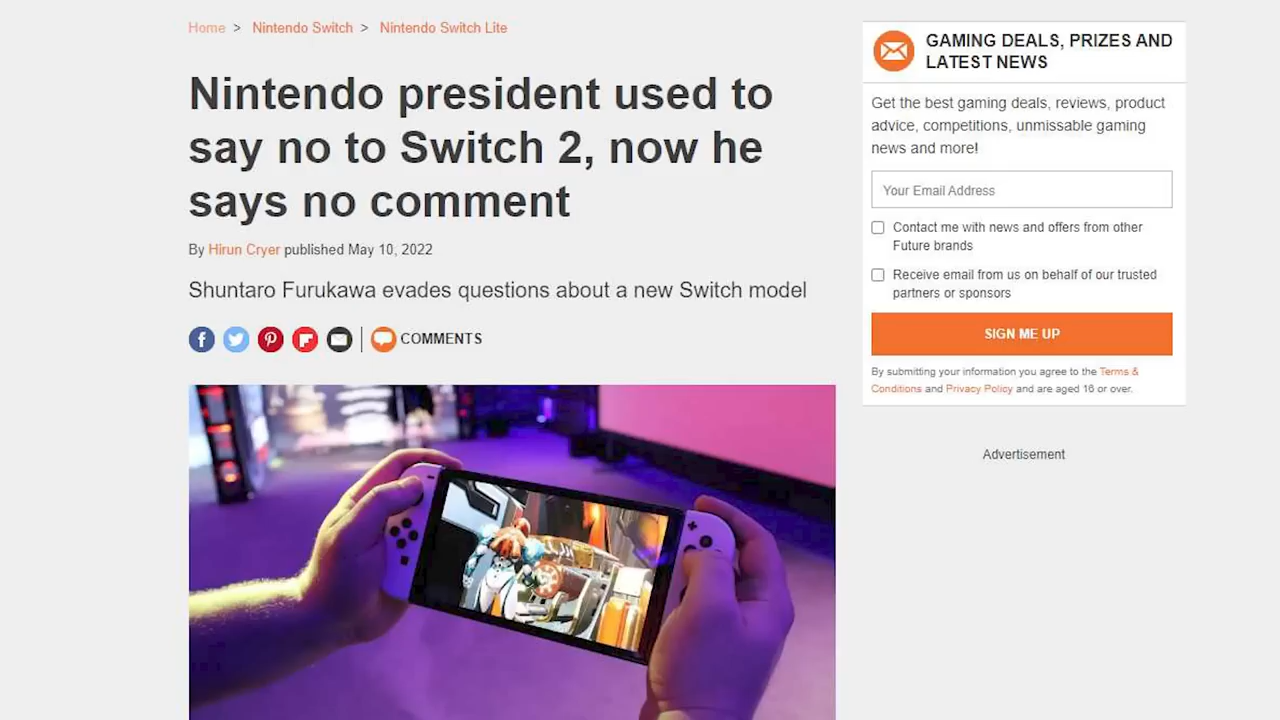 Home > Nintendo Switch > Nintendo Switch Lite
Nintendo president used to
say no to Switch 2, now he
says no comment
By Hirun Cryer published May 10, 2022
Shuntaro Furukawa evades questions about a new Switch model
COMMENTS
GAMING DEALS, PRIZES AND
LATEST NEWS
Get the best gaming deals, reviews, product
advice, competitions, unmissable gaming
news and more!
Your Email Address
Contact me with news and offers from other
Future brands
Receive email from us on behalf of our trusted
partners or sponsors
SIGN ME UP
By submitting your information you agree to the Terms &
Conditions and Privacy Policy and are aged 16 or over.
Advertisement